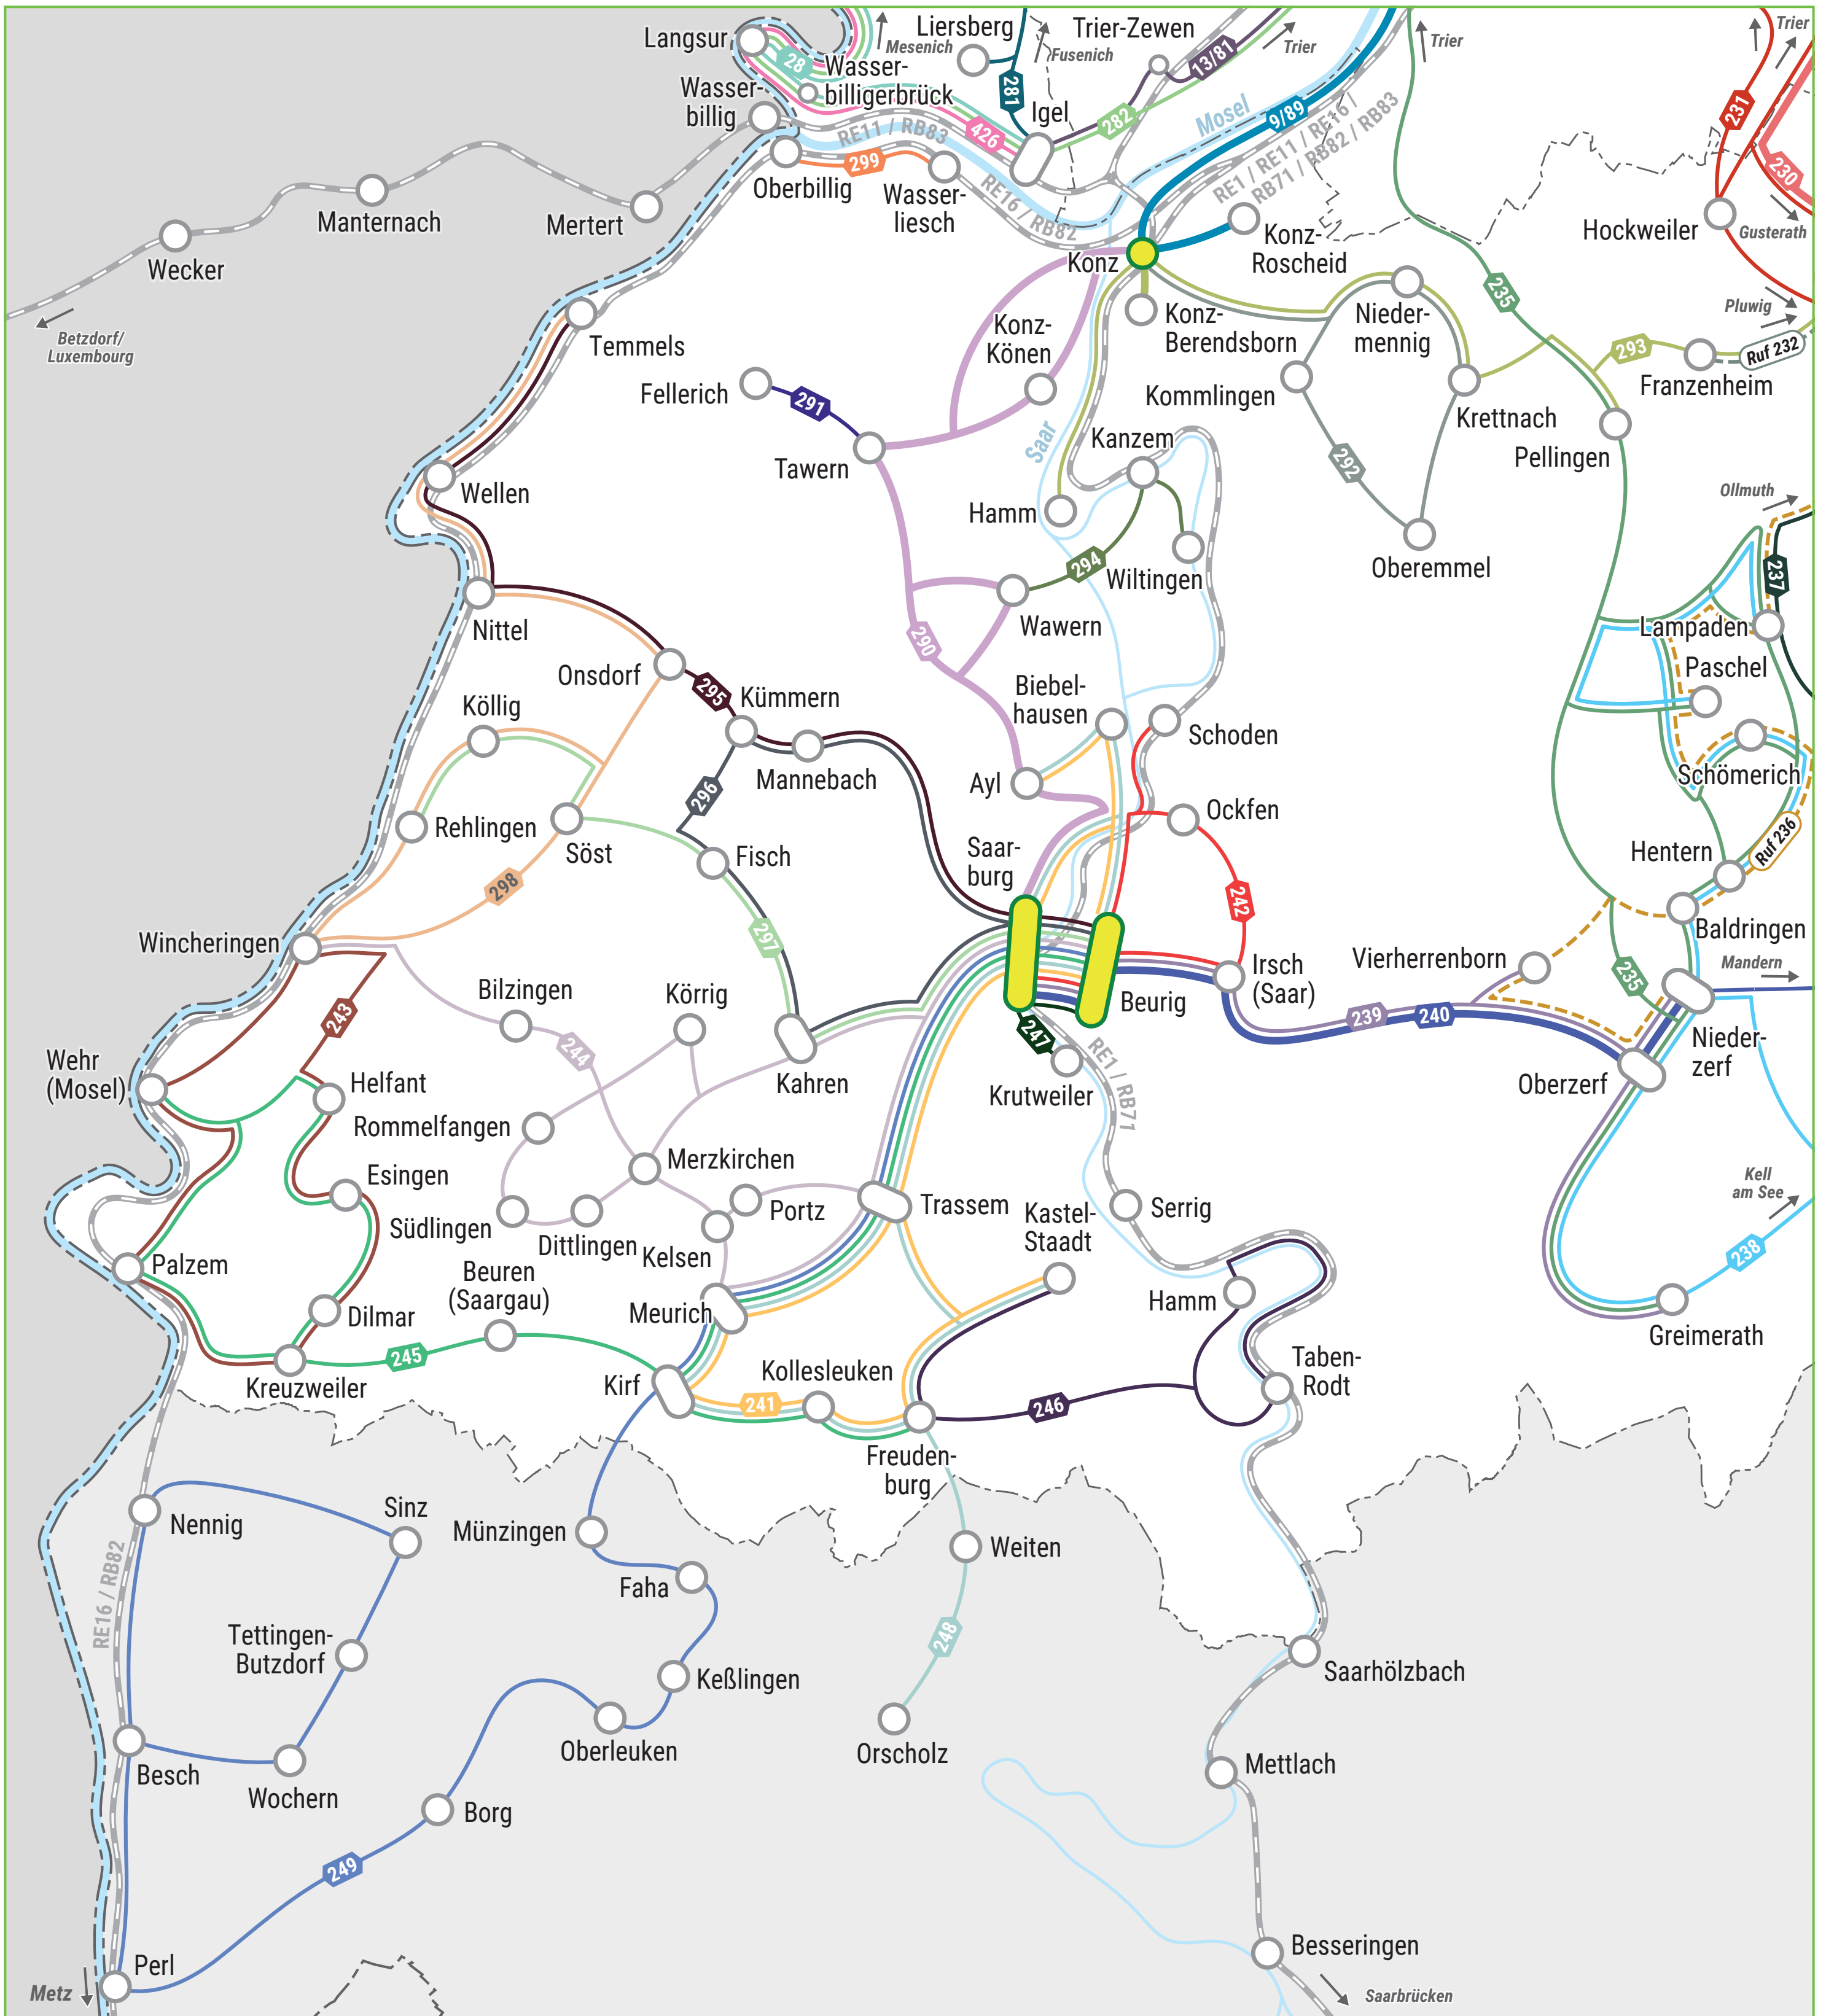 Langsur
28
Wasser-
billigerbrück
Mesenich
Liersberg
281
Fusenich
Trier-Zewen
13/81
Trier
Trier
Trier
231
230
Wasser-
billig
RE11 / RB83
426
Igel
282
Mosel
9/89
RE1 / RE11 / RE16 /
RB71 / RB82 / RB83
Oberbillig
299
Wasser-
liesch
RE16 / RB82
Manternach
Mertert
Wecker
Betzdorf/
Luxembourg
Hockweiler
Gusterath
Pluwig
Konz
Konz-
Roscheid
Konz-
Berendsborn
Konz-
Könen
Nieder-
mennig
235
293
Ruf 232
Franzenheim
Temmels
Fellerich
291
Tawern
Kommlingen
Krettnach
Pellingen
292
Oberemmel
Saar
Kanzem
Hamm
294
Wiltingen
Wawern
290
Wellen
Nittel
Onsdorf
295
Kümmern
Mannebach
296
Köllig
Rehlingen
Söst
298
Fisch
297
Biebel-
hausen
Schoden
Ayl
Ockfen
Saar-
burg
242
Beurig
Irsch
(Saar)
Ollmuth
237
Lampaden
Paschel
Schömerich
Hentern
Ruf 236
Baldringen
Mandern
Vierherrenborn
235
239
240
Nieder-
zerf
Oberzerf
Wincheringen
243
Bilzingen
244
Körrig
Kahren
247
Krutweiler
RE1 / RB71
Wehr
(Mosel)
Helfant
Rommelfangen
Esingen
Südlingen
Dittlingen
Merzkirchen
Portz
Kelsen
Trassem
Kastel-
Staadt
Serrig
Kell
am See
238
Greimerath
Palzem
Beuren
(Saargau)
Dilmar
Meurich
Hamm
Taben-
Rodt
Kreuzweiler
245
Kirf
241
Kollesleuken
246
Freuden-
burg
Nennig
Sinz
Münzingen
Faha
Weiten
RE16 / RB82
Tettingen-
Butzdorf
248
Keßlingen
Saarhölzbach
Oberleuken
Orscholz
Besch
Wochern
Borg
Mettlach
249
Perl
Metz
Besseringen
Saarbrücken